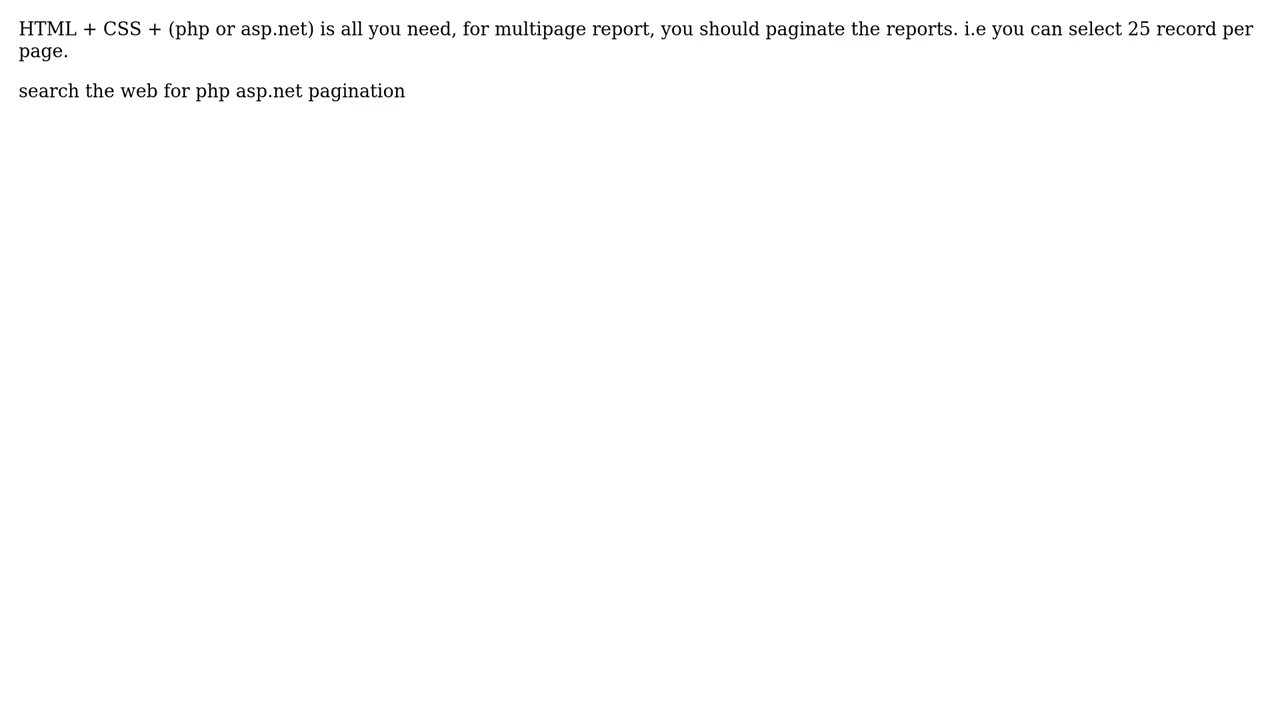 HTML + CSS + (php or asp.net) is all you need, for multipage report, you should paginate the reports. i.e you can select 25 record per
page.
search the web for php asp.net pagination